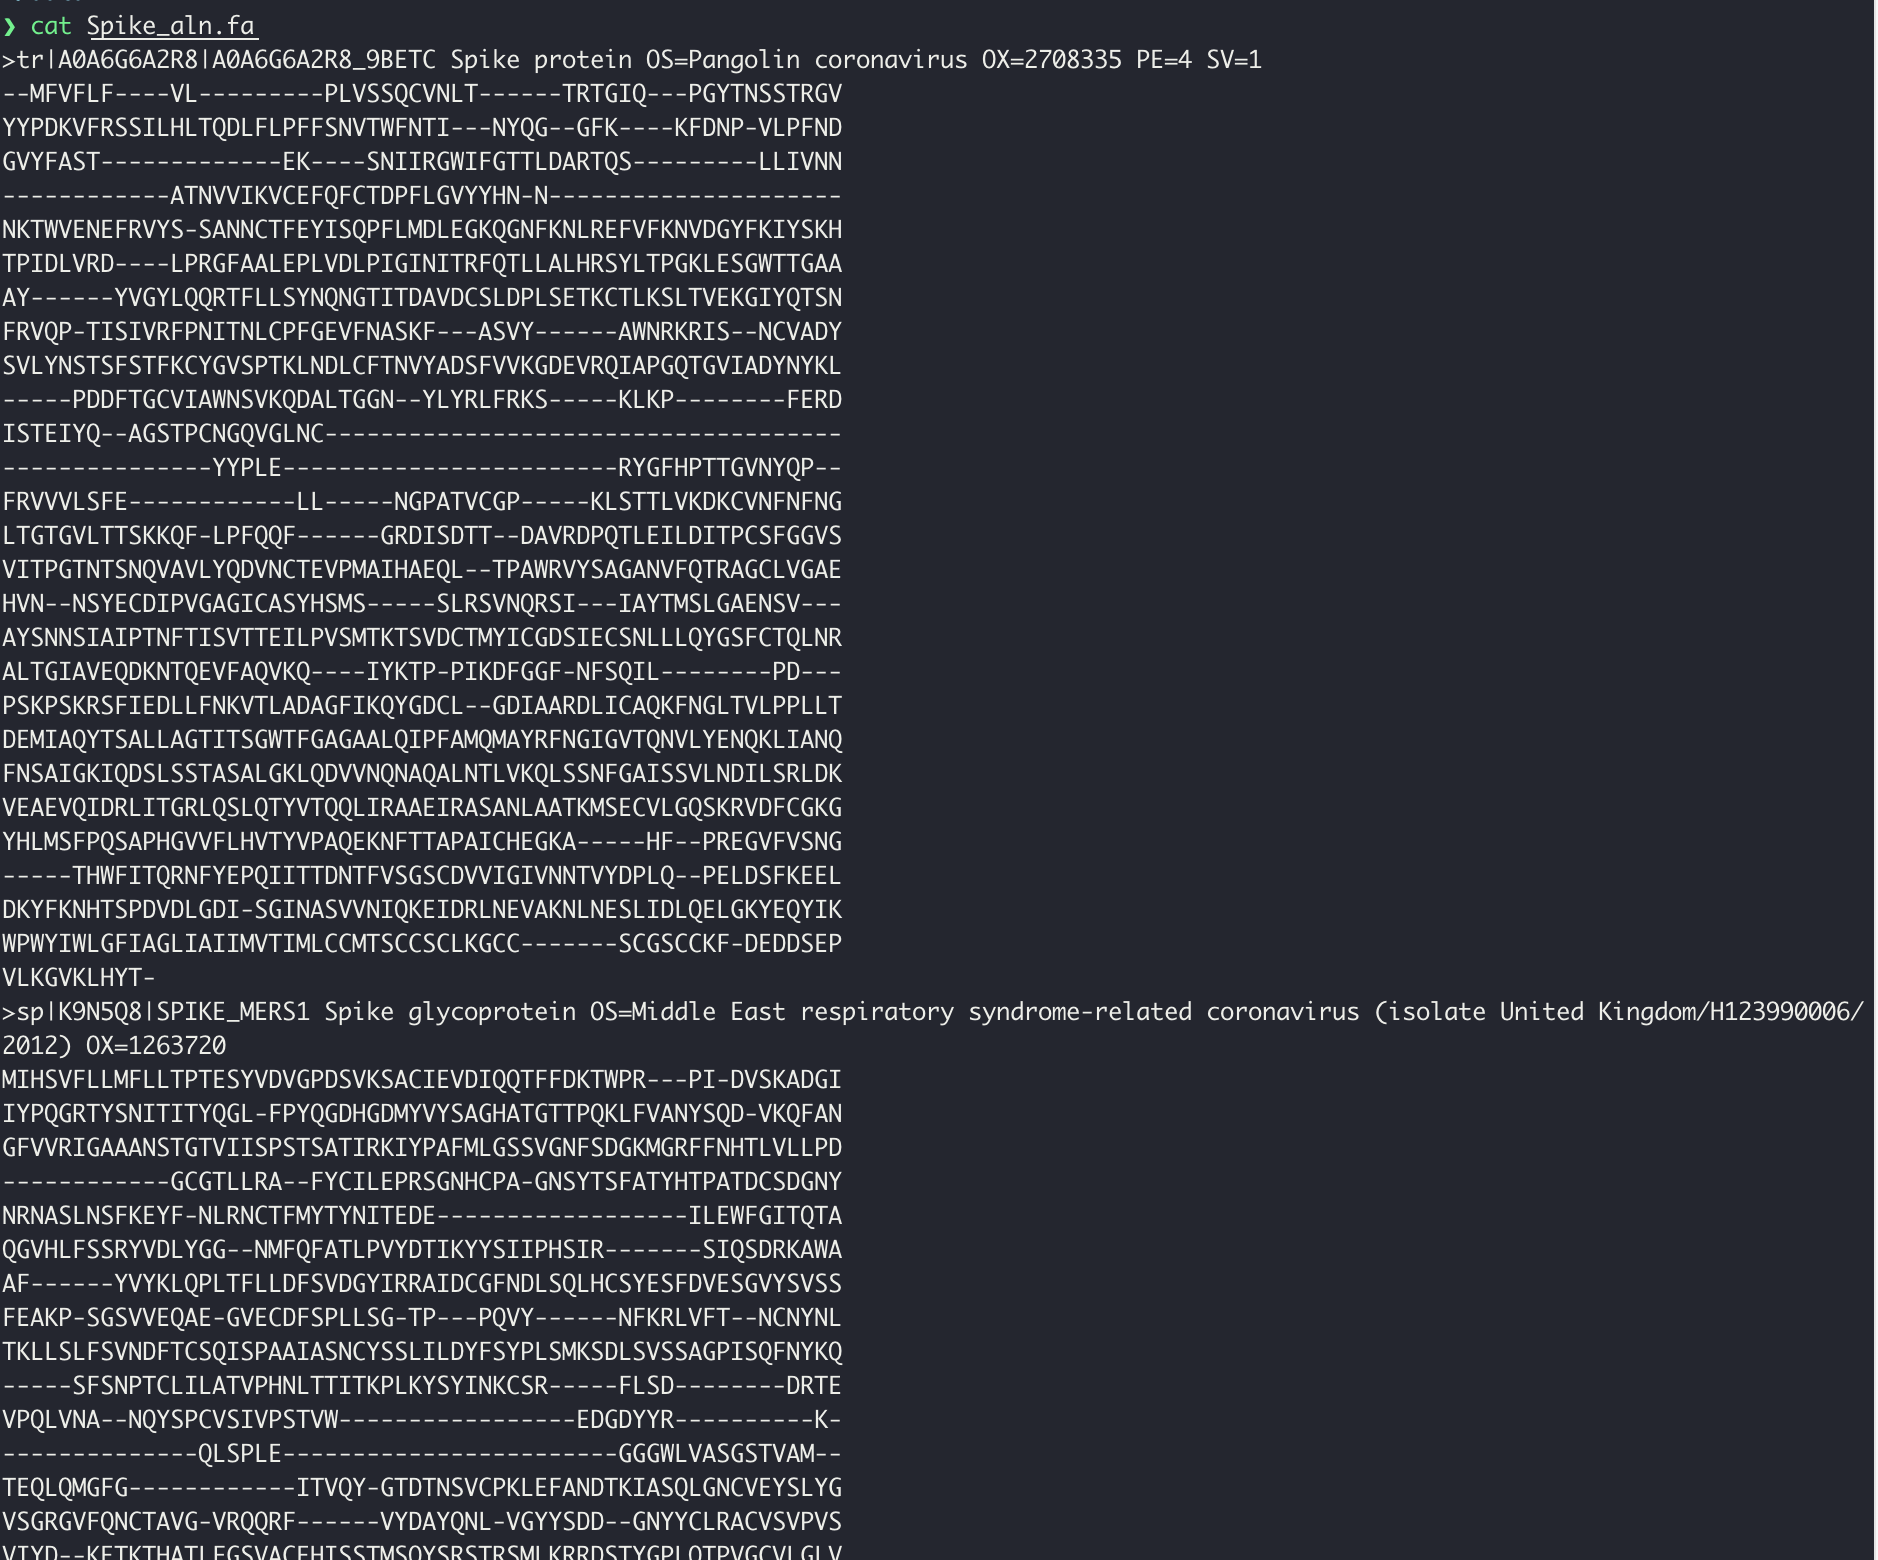 ❯ cat Spike_aln.fa
>tr|A0A6G6A2R8|A0A6G6A2R8_9BETC Spike protein OS=Pangolin coronavirus OX=2708335 PE=4 SV=1
--MFVFLF----VL---------PLVSSQCVNLT------TRTGIQ---PGYTNSSTRGV
YYPDKVFRSSILHLTQDLFLPFFSNVTWFNTI---NYQG--GFK----KFDNP-VLPFND
GVYFAST-------------EK----SNIIRGWIFGTTLDARTQS---------LLIVNN
------------ATNVVIKVCEFQFCTDPFLGVYYHN-N---------------------
NKTWVENEFRVYS-SANNCTFEYISQPFLMDLEGKQGNFKNLREFVFKNVDGYFKIYSKH
TPIDLVRD----LPRGFAALEPLVDLPIGINITRFQTLLALHRSYLTPGKLESGWTTGAA
AY------YVGYLQQRTFLLSYNQNGTITDAVDCSLDPLSETKCTLKSLTVEKGIYQTSN
FRVQP-TISIVRFPNITNLCPFGEVFNASKF---ASVY------AWNRKRIS--NCVADY
SVLYNSTSFSTFKCYGVSPTKLNDLCFTNVYADSFVVKGDEVRQIAPGQTGVIADYNYKL
-----PDDFTGCVIAWNSVKQDALTGGN--YLYRLFRKS-----KLKP--------FERD
ISTEIYQ--AGSTPCNGQVGLNC-------------------------------------
---------------YYPLE------------------------RYGFHPTTGVNYQP--
FRVVVLSFE------------LL-----NGPATVCGP-----KLSTTLVKDKCVNFNFNG
LTGTGVLTTSKKQF-LPFQQF------GRDISDTT--DAVRDPQTLEILDITPCSFGGVS
VITPGTNTSNQVAVLYQDVNCTEVPMAIHAEQL--TPAWRVYSAGANVFQTRAGCLVGAE
HVN--NSYECDIPVGAGICASYHSMS-----SLRSVNQRSI---IAYTMSLGAENSV---
AYSNNSIAIPTNFTISVTTEILPVSMTKTSVDCTMYICGDSIECSNLLLQYGSFCTQLNR
ALTGIAVEQDKNTQEVFAQVKQ----IYKTP-PIKDFGGF-NFSQIL--------PD---
PSKPSKRSFIEDLLFNKVTLADAGFIKQYGDCL--GDIAARDLICAQKFNGLTVLPPLLT
DEMIAQYTSALLAGTITSGWTFGAGAALQIPFAMQMAYRFNGIGVTQNVLYENQKLIANQ
FNSAIGKIQDSLSSTASALGKLQDVVNQNAQALNTLVKQLSSNFGAISSVLNDILSRLDK
VEAEVQIDRLITGRLQSLQTYVTQQLIRAAEIRASANLAATKMSECVLGQSKRVDFCGKG
YHLMSFPQSAPHGVVFLHVTYVPAQEKNFTTAPAICHEGKA-----HF--PREGVFVSNG
-----THWFITQRNFYEPQIITTDNTFVSGSCDVVIGIVNNTVYDPLQ--PELDSFKEEL
DKYFKNHTSPDVDLGDI-SGINASVVNIQKEIDRLNEVAKNLNESLIDLQELGKYEQYIK
WPWYIWLGFIAGLIAIIMVTIMLCCMTSCCSCLKGCC-------SCGSCCKF-DEDDSEP
VLKGVKLHYT-
>sp|K9N5Q8|SPIKE_MERS1 Spike glycoprotein OS=Middle East respiratory syndrome-related coronavirus (isolate United Kingdom/H123990006/
2012) OX=1263720
MIHSVFLLMFLLTPTESYVDVGPDSVKSACIEVDIQQTFFDKTWPR---PI-DVSKADGI
IYPQGRTYSNITITYQGL-FPYQGDHGDMYVYSAGHATGTTPQKLFVANYSQD-VKQFAN
GFVVRIGAAANSTGTVIISPSTSATIRKIYPAFMLGSSVGNFSDGKMGRFFNHTLVLLPD
------------GCGTLLRA--FYCILEPRSGNHCPA-GNSYTSFATYHTPATDCSDGNY
NRNASLNSFKEYF-NLRNCTFMYTYNITEDE------------------ILEWFGITQTA
QGVHLFSSRYVDLYGG--NMFQFATLPVYDTIKYYSIIPHSIR-------SIQSDRKAWA
AF------YVYKLQPLTFLLDFSVDGYIRRAIDCGFNDLSQLHCSYESFDVESGVYSVSS
FEAKP-SGSVVEQAE-GVECDFSPLLSG-TP---PQVY------NFKRLVFT--NCNYNL
TKLLSLFSVNDFTCSQISPAAIASNCYSSLILDYFSYPLSMKSDLSVSSAGPISQFNYKQ
-----SFSNPTCLILATVPHNLTTITKPLKYSYINKCSR-----FLSD--------DRTE
VPQLVNA--NQYSPCVSIVPSTVW-----------------EDGDYYR----------K-
--------------QLSPLE------------------------GGGWLVASGSTVAM--
TEQLQMGFG------------ITVQY-GTDTNSVCPKLEFANDTKIASQLGNCVEYSLYG
VSGRGVFQNCTAVG-VRQQRF------VYDAYQNL-VGYYSDD--GNYYCLRACVSVPVS
VIYD--KETKTHATLFGSVACEHISSTMSQYSRSTRSMLKRRDSTYGPLQTPVGCVLGLV